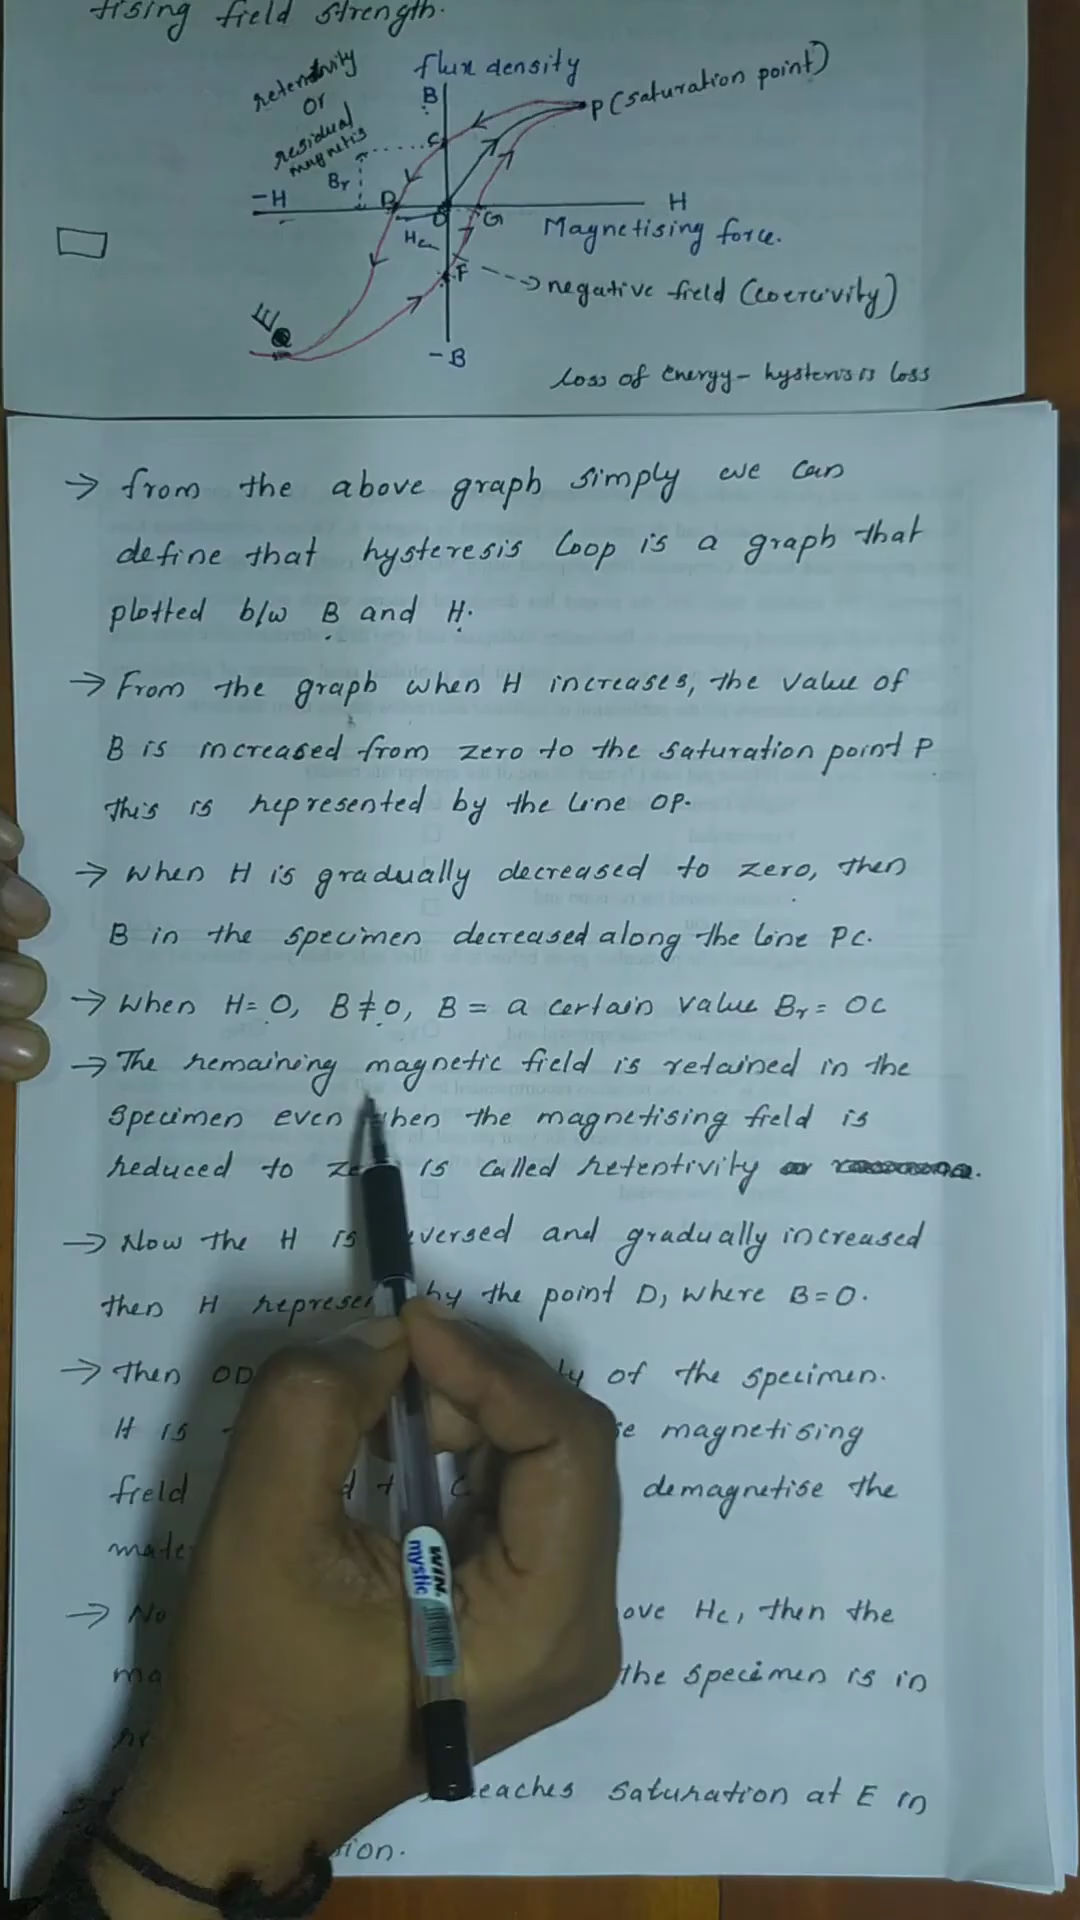 tising field strength.
flux density
retentivity
or
residual
magnetis
B
P (saturation point)
C
Br
-H
D
O
G
H
Hc
Magnetising force.
F
negative field (coercivity)
E
-B
loss of energy - hysterisis loss
→ from the above graph simply we can
define that hysteresis loop is a graph that
plotted b/w B and H.
→ From the graph when H increases, the value of
B is increased from zero to the saturation point P
this is represented by the line OP.
→ When H is gradually decreased to zero, then
B in the specimen decreased along the line PC.
→ When H= 0, B≠0, B = a certain value Br = OC
→ The remaining magnetic field is retained in the
specimen even when the magnetising field is
reduced to is called retentivity
→ Now the H is and gradually increased
then H by the point D, where B=0.
→ Then OD of the specimen.
H is magnetising
field demagnetise the
→ Hc, then the
the specimen is in
reaches saturation at E in
WIN
mystic